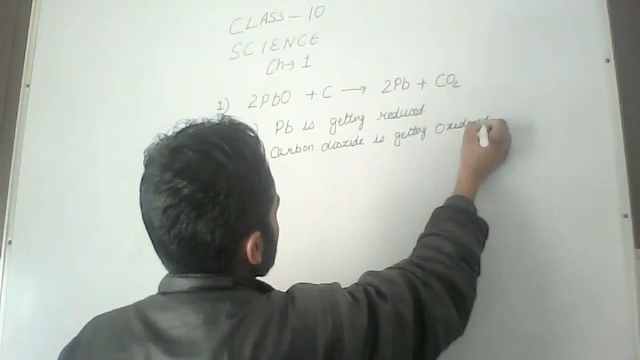 CLASS - 10
SCIENCE
Ch → 1
1) 2PbO + C → 2Pb + CO₂
) Pb is getting reduced
Carbon dioxide is getting